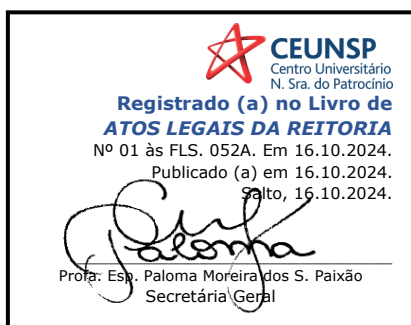 CEUNSP
Centro Universitário
N. Sra. do Patrocínio
Registrado (a) no Livro de
ATOS LEGAIS DA REITORIA
Nº 01 às FLS. 052A. Em 16.10.2024.
Publicado (a) em 16.10.2024.
Salto, 16.10.2024.
Paloma
Profa. Esp. Paloma Moreira dos S. Paixão
Secretária Geral